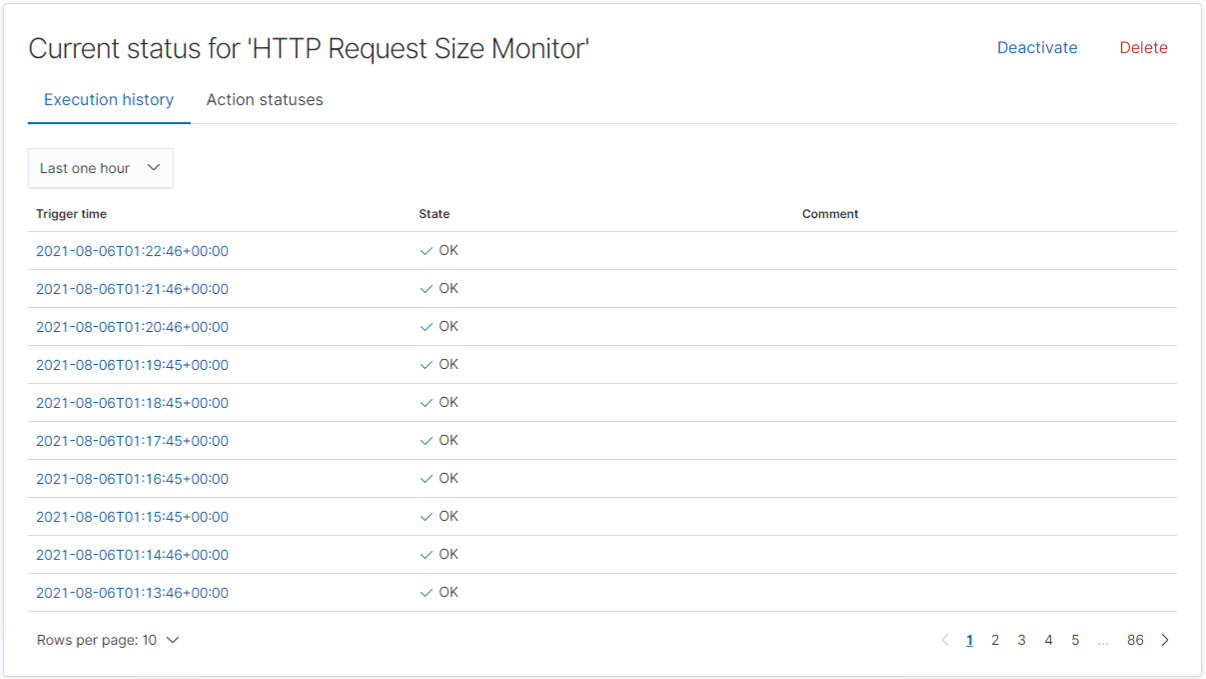 Current status for 'HTTP Request Size Monitor'
Deactivate Delete
Execution history Action statuses
Last one hour
Trigger time State Comment
2021-08-06T01:22:46+00:00 OK
2021-08-06T01:21:46+00:00 OK
2021-08-06T01:20:46+00:00 OK
2021-08-06T01:19:45+00:00 OK
2021-08-06T01:18:45+00:00 OK
2021-08-06T01:17:45+00:00 OK
2021-08-06T01:16:45+00:00 OK
2021-08-06T01:15:45+00:00 OK
2021-08-06T01:14:46+00:00 OK
2021-08-06T01:13:46+00:00 OK
Rows per page: 10
1 2 3 4 5 ... 86